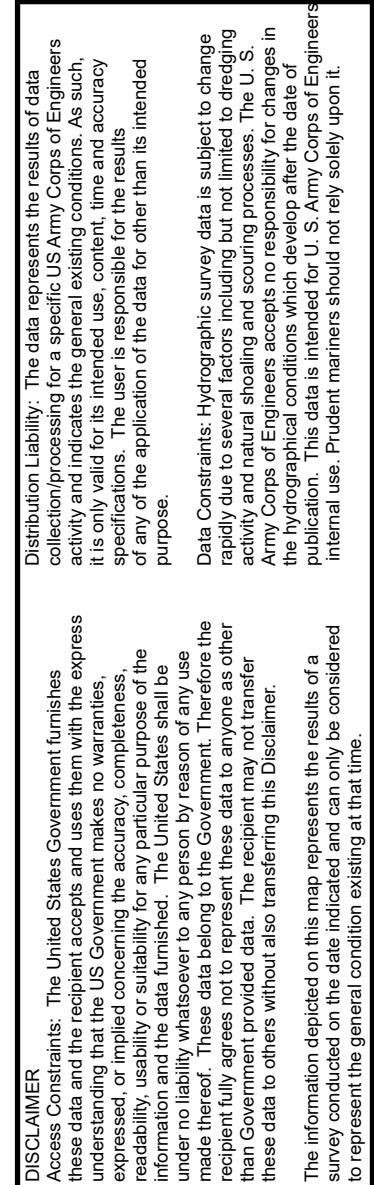 DISCLAIMER
Access Constraints: The United States Government furnishes
these data and the recipient accepts and uses them with the express
understanding that the US Government makes no warranties,
expressed, or implied concerning the accuracy, completeness,
readability, usability or suitability for any particular purpose of the
information and the data furnished. The United States shall be
under no liability whatsoever to any person by reason of any use
made thereof. These data belong to the Government. Therefore the
recipient fully agrees not to represent these data to anyone as other
than Government provided data. The recipient may not transfer
these data to others without also transferring this Disclaimer.
The information depicted on this map represents the results of a
survey conducted on the date indicated and can only be considered
to represent the general condition existing at that time.
Distribution Liability: The data represents the results of data
collection/processing for a specific US Army Corps of Engineers
activity and indicates the general existing conditions. As such,
it is only valid for its intended use, content, time and accuracy
specifications. The user is responsible for the results
of any of the application of the data for other than its intended
purpose.
Data Constraints: Hydrographic survey data is subject to change
rapidly due to several factors including but not limited to dredging
activity and natural shoaling and scouring processes. The U. S.
Army Corps of Engineers accepts no responsibility for changes in
the hydrographical conditions which develop after the date of
publication. This data is intended for U. S. Army Corps of Engineers
internal use. Prudent mariners should not rely solely upon it.